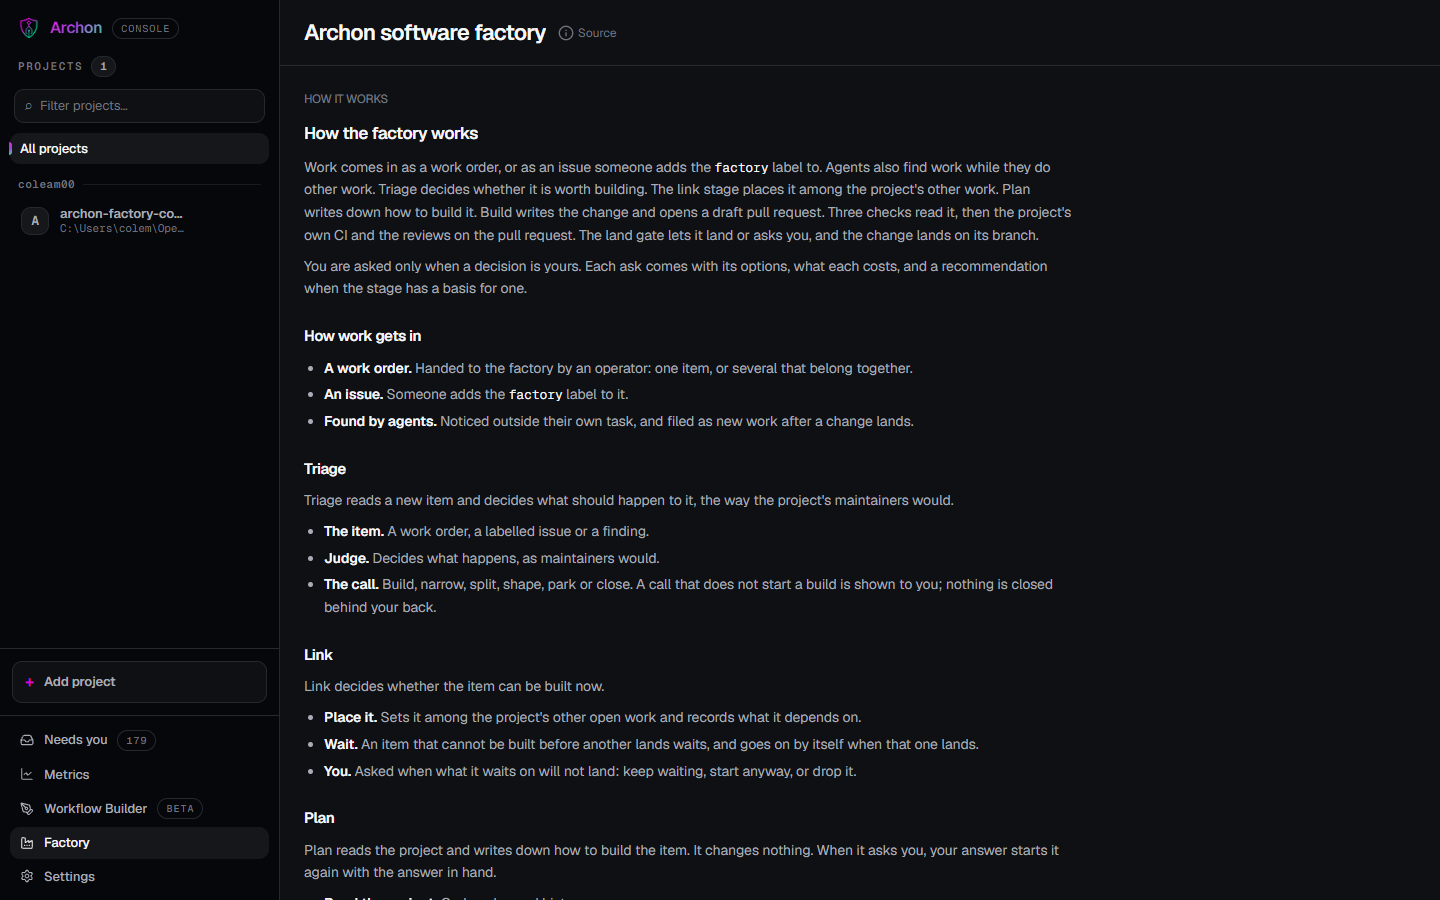 Archon CONSOLE
PROJECTS 1
Filter projects...
All projects
coleam00
A
archon-factory-co...
C:\Users\colem\Ope...
Add project
Needs you 179
Metrics
Workflow Builder BETA
Factory
Settings
Archon software factory
Source
HOW IT WORKS
How the factory works
Work comes in as a work order, or as an issue someone adds the factory label to. Agents also find work while they do
other work. Triage decides whether it is worth building. The link stage places it among the project's other work. Plan
writes down how to build it. Build writes the change and opens a draft pull request. Three checks read it, then the project's
own CI and the reviews on the pull request. The land gate lets it land or asks you, and the change lands on its branch.
You are asked only when a decision is yours. Each ask comes with its options, what each costs, and a recommendation
when the stage has a basis for one.
How work gets in
• A work order. Handed to the factory by an operator: one item, or several that belong together.
• An issue. Someone adds the factory label to it.
• Found by agents. Noticed outside their own task, and filed as new work after a change lands.
Triage
Triage reads a new item and decides what should happen to it, the way the project's maintainers would.
• The item. A work order, a labelled issue or a finding.
• Judge. Decides what happens, as maintainers would.
• The call. Build, narrow, split, shape, park or close. A call that does not start a build is shown to you; nothing is closed
behind your back.
Link
Link decides whether the item can be built now.
• Place it. Sets it among the project's other open work and records what it depends on.
• Wait. An item that cannot be built before another lands waits, and goes on by itself when that one lands.
• You. Asked when what it waits on will not land: keep waiting, start anyway, or drop it.
Plan
Plan reads the project and writes down how to build the item. It changes nothing. When it asks you, your answer starts it
again with the answer in hand.